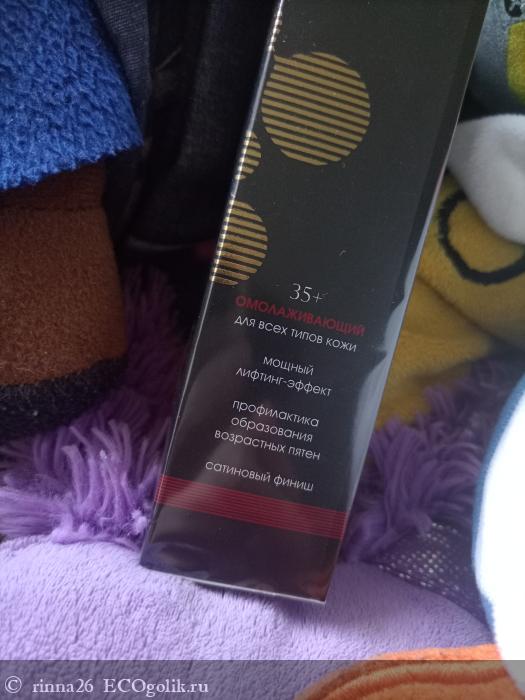 35+
ОМОЛАЖИВАЮЩИЙ
для всех типов кожи
мощный
лифтинг-эффект
профилактика
образования
возрастных пятен
сатиновый финиш
© rinna26 ECOgolik.ru